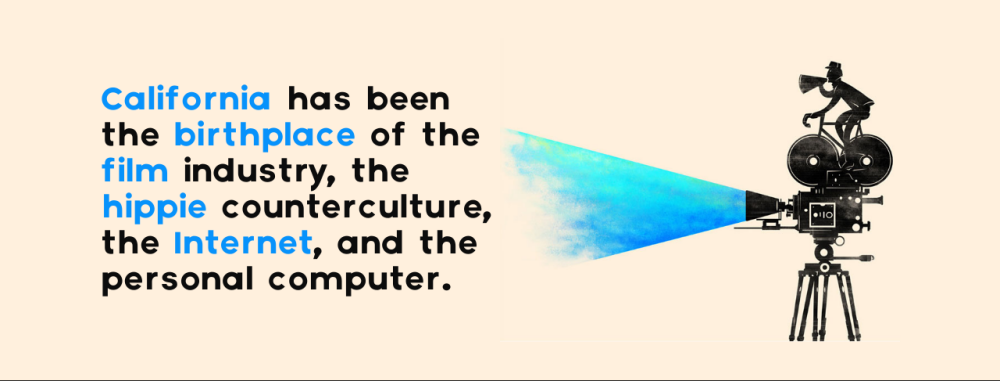 California has been
the birthplace of the
film industry, the
hippie counterculture,
the Internet, and the
personal computer.